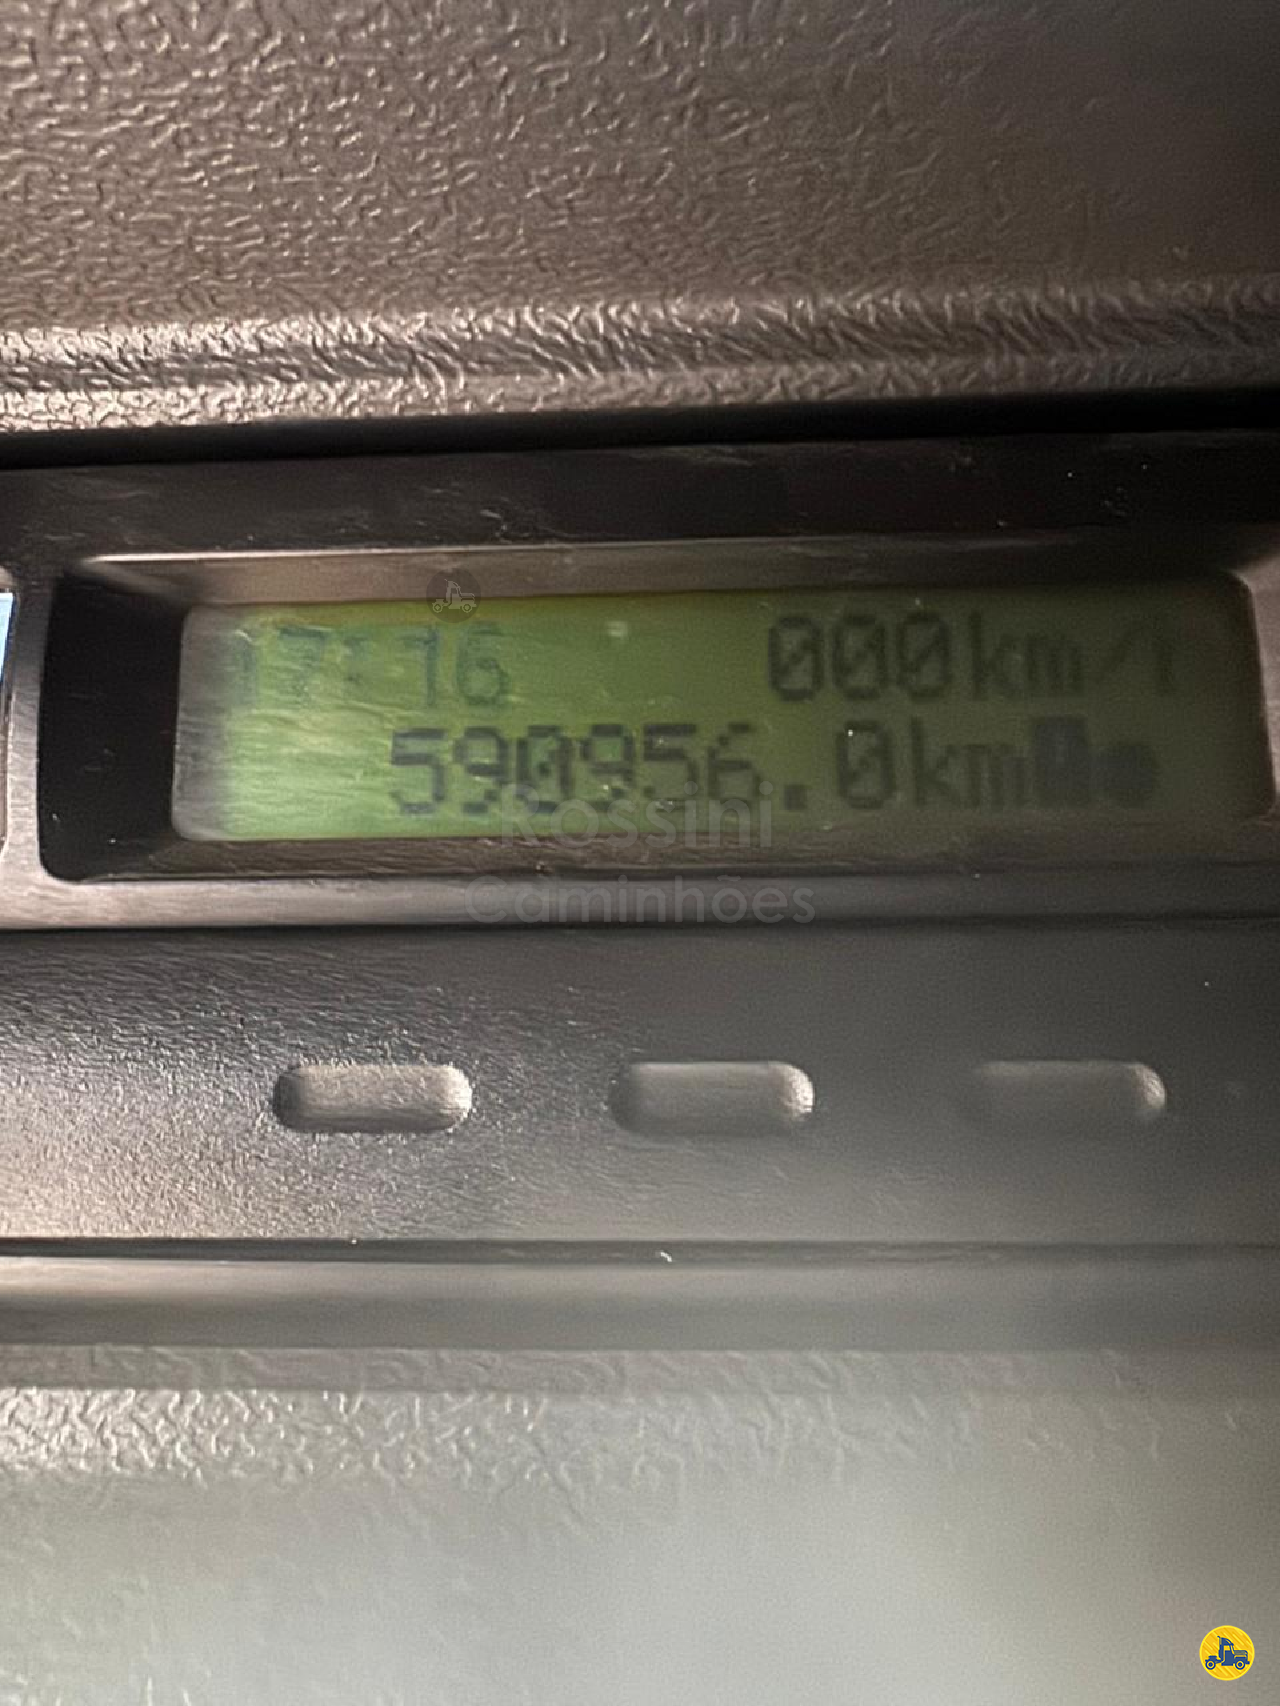 17:16 000km/h
590956.0km
Rossini
Caminhões